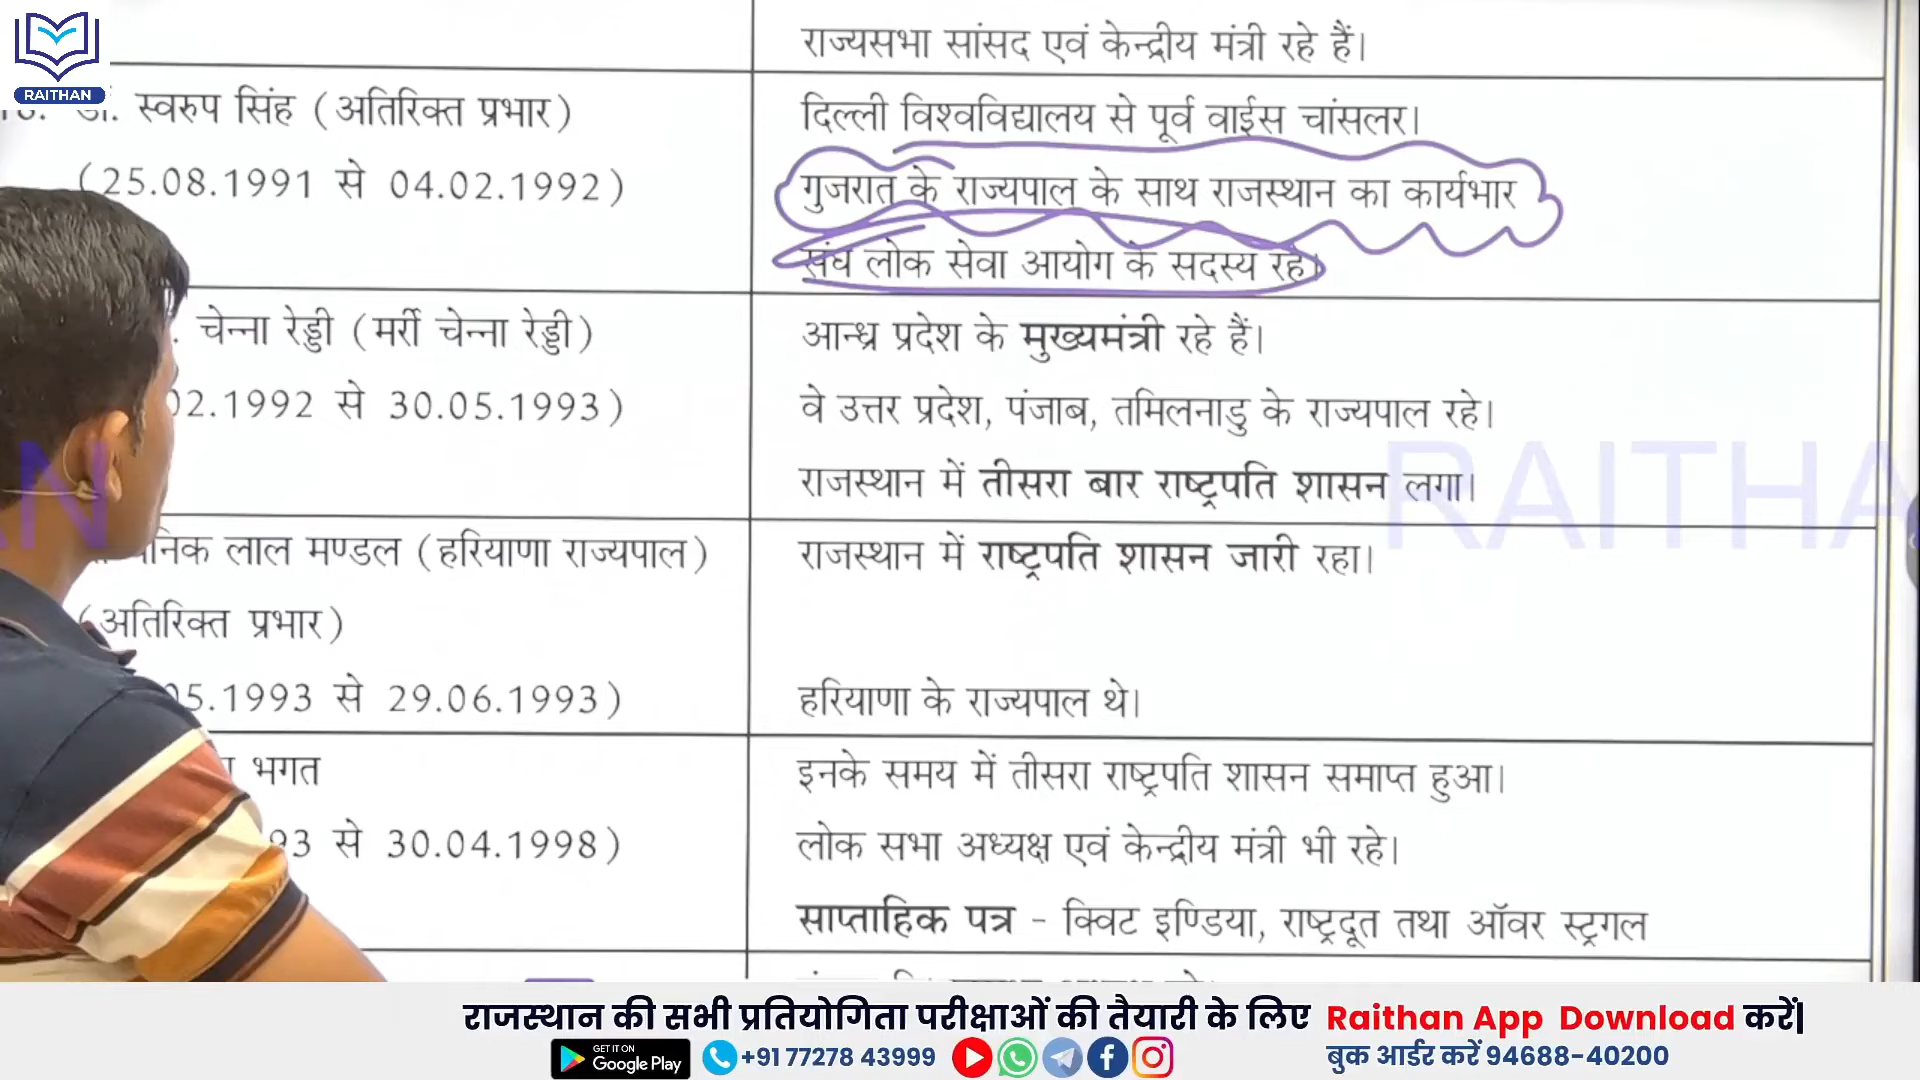 RAITHAN
राज्यसभा सांसद एवं केन्द्रीय मंत्री रहे हैं।
स्वरुप सिंह (अतिरिक्त प्रभार)
(25.08.1991 से 04.02.1992)
दिल्ली विश्वविद्यालय से पूर्व वाईस चांसलर।
गुजरात के राज्यपाल के साथ राजस्थान का कार्यभार
संघ लोक सेवा आयोग के सदस्य रहे।
चेन्ना रेड्डी (मर्री चेन्ना रेड्डी)
02.1992 से 30.05.1993)
आन्ध्र प्रदेश के मुख्यमंत्री रहे हैं।
वे उत्तर प्रदेश, पंजाब, तमिलनाडु के राज्यपाल रहे।
राजस्थान में तीसरा बार राष्ट्रपति शासन लगा।
लाल मण्डल (हरियाणा राज्यपाल)
(अतिरिक्त प्रभार)
5.1993 से 29.06.1993)
राजस्थान में राष्ट्रपति शासन जारी रहा।
हरियाणा के राज्यपाल थे।
भगत
93 से 30.04.1998)
इनके समय में तीसरा राष्ट्रपति शासन समाप्त हुआ।
लोक सभा अध्यक्ष एवं केन्द्रीय मंत्री भी रहे।
साप्ताहिक पत्र - क्विट इण्डिया, राष्ट्रदूत तथा ऑवर स्ट्रगल
राजस्थान की सभी प्रतियोगिता परीक्षाओं की तैयारी के लिए Raithan App Download करें|
GET IT ON
Google Play
+91 77278 43999
बुक आर्डर करें 94688-40200